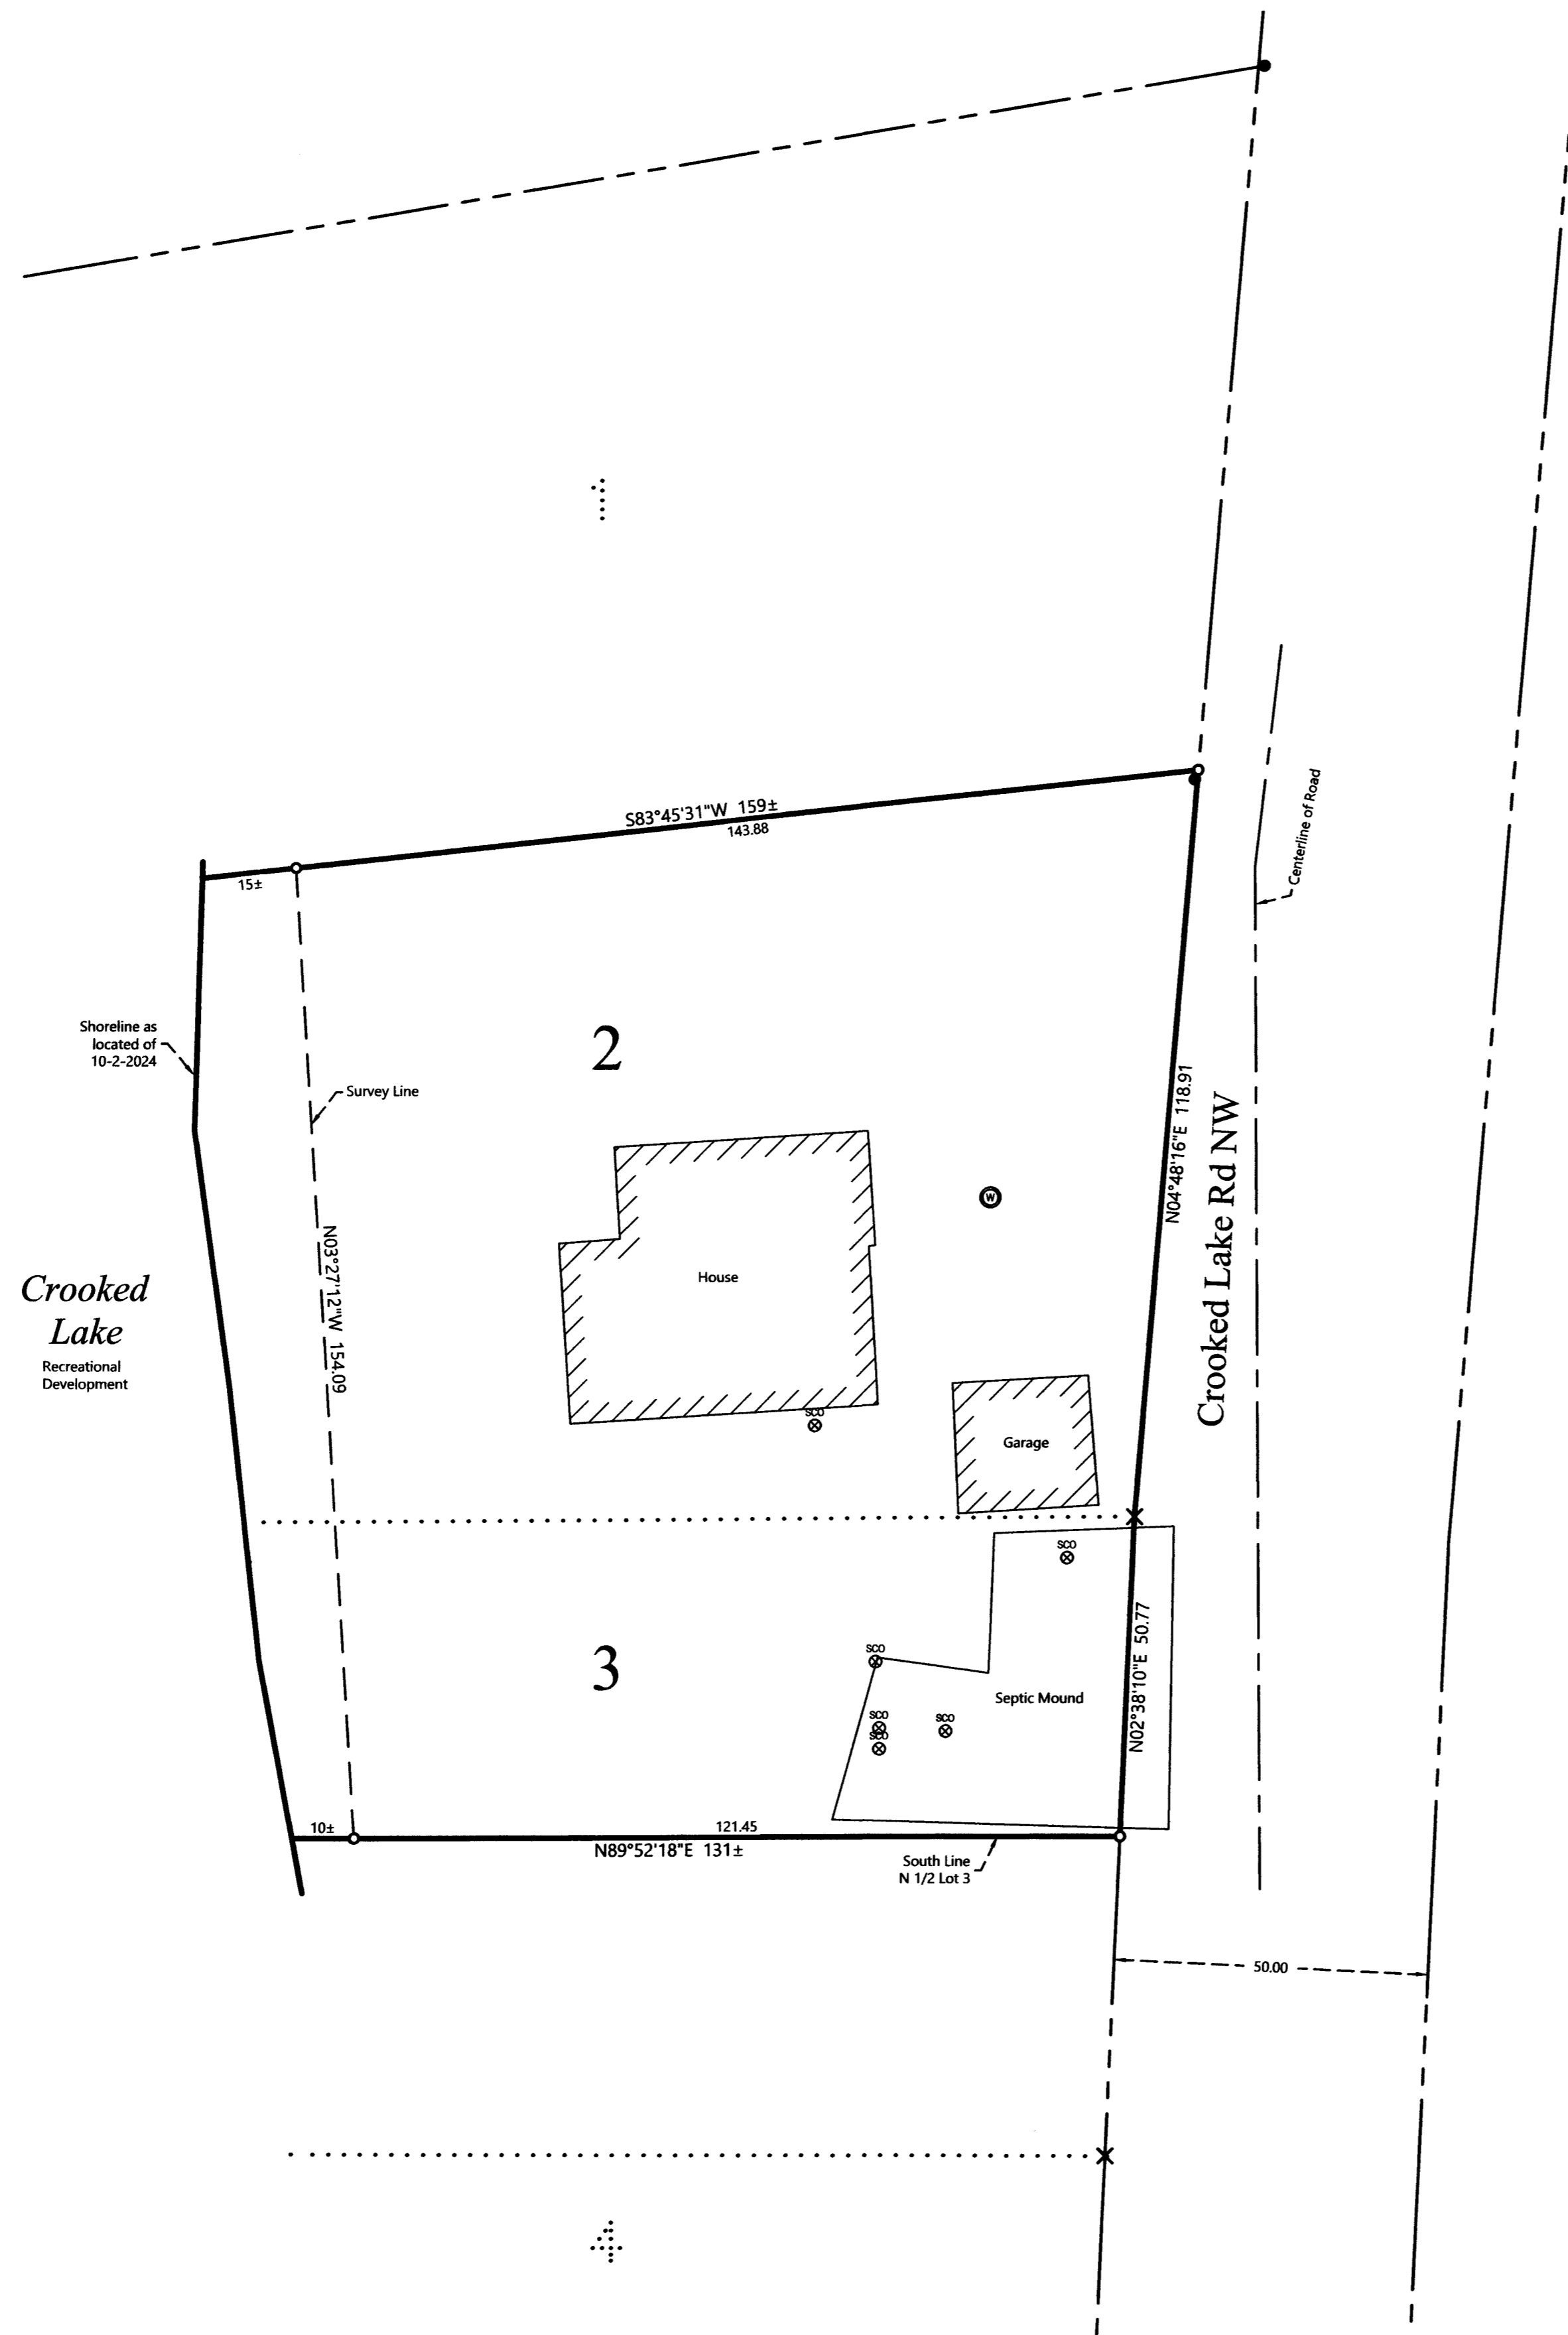 1
S83°45'31"W 159±
143.88
15±
Centerline of Road
Shoreline as
located of
10-2-2024
2
Survey Line
N04°48'16"E 118.91
Crooked Lake Rd NW
W
N03°27'12"W 154.09
House
Crooked
Lake
Recreational
Development
SCO
Garage
SCO
N02°38'10"E 50.77
3
SCO
Septic Mound
SCO
SCO
SCO
10±
121.45
N89°52'18"E 131±
South Line
N 1/2 Lot 3
50.00
4